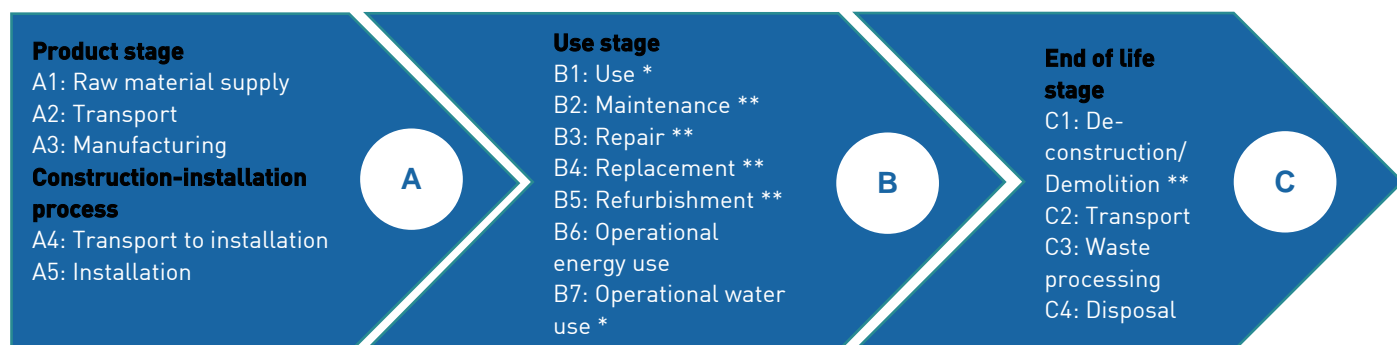 Product stage
A1: Raw material supply
A2: Transport
A3: Manufacturing
Construction-installation
process
A4: Transport to installation
A5: Installation
A
Use stage
B1: Use *
B2: Maintenance **
B3: Repair **
B4: Replacement **
B5: Refurbishment **
B6: Operational
energy use
B7: Operational water
use *
B
End of life
stage
C1: De-
construction/
Demolition **
C2: Transport
C3: Waste
processing
C4: Disposal
C